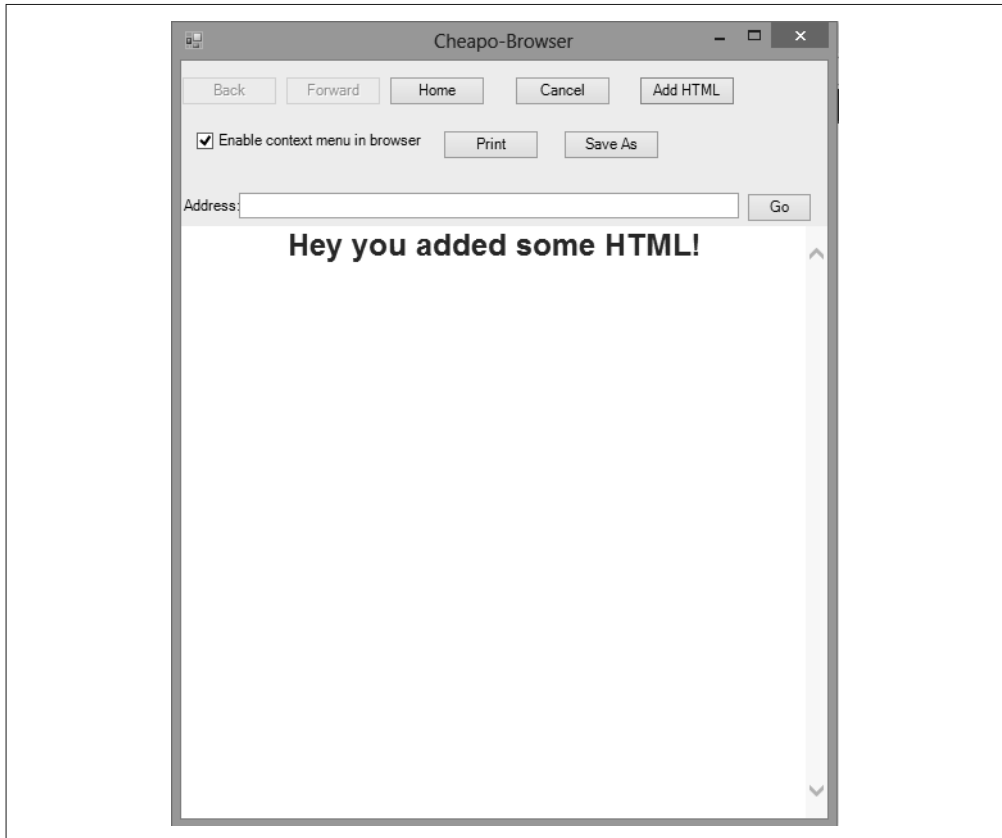 Cheapo-Browser
Back Forward Home Cancel Add HTML
Enable context menu in browser Print Save As
Address: Go
Hey you added some HTML!